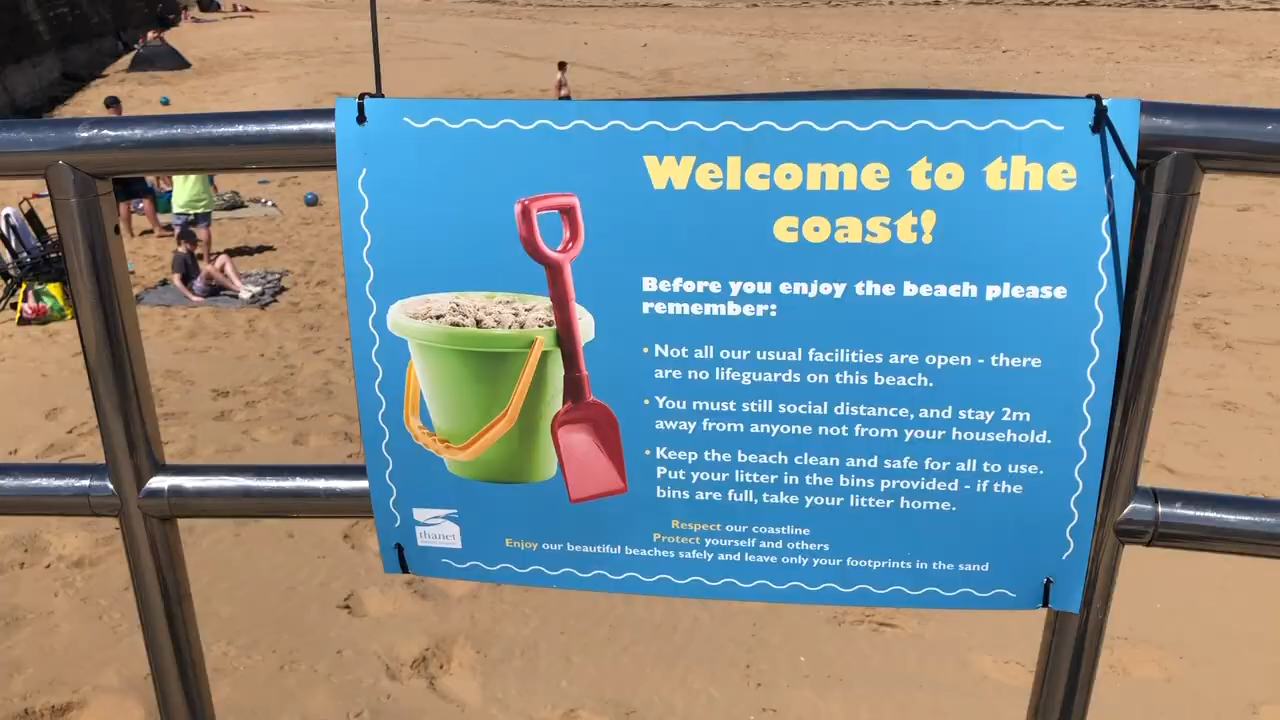 Welcome to the
coast!
Before you enjoy the beach please
remember:
• Not all our usual facilities are open - there
are no lifeguards on this beach.
• You must still social distance, and stay 2m
away from anyone not from your household.
• Keep the beach clean and safe for all to use.
Put your litter in the bins provided - if the
bins are full, take your litter home.
Respect our coastline
Protect yourself and others
Enjoy our beautiful beaches safely and leave only your footprints in the sand
thanet